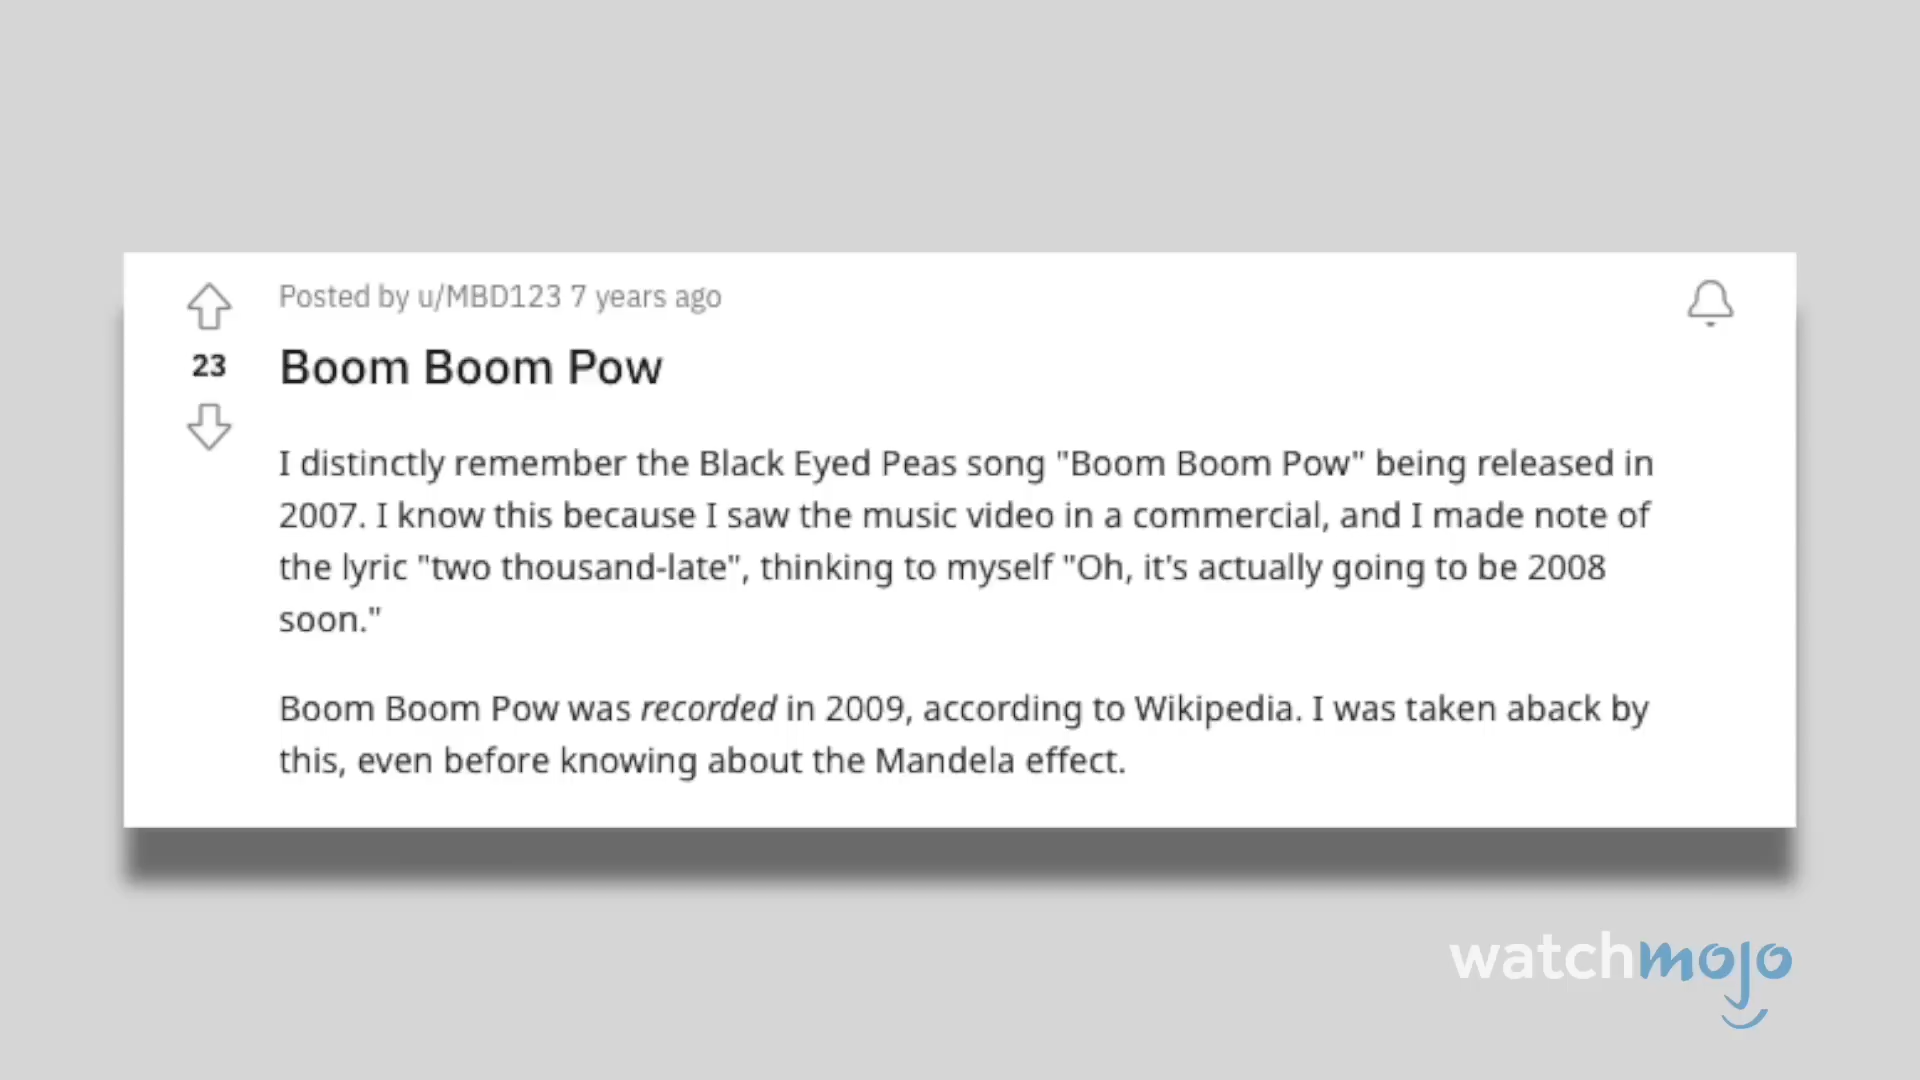 Posted by u/MBD123 7 years ago
23
Boom Boom Pow
I distinctly remember the Black Eyed Peas song "Boom Boom Pow" being released in
2007. I know this because I saw the music video in a commercial, and I made note of
the lyric "two thousand-late", thinking to myself "Oh, it's actually going to be 2008
soon."
Boom Boom Pow was recorded in 2009, according to Wikipedia. I was taken aback by
this, even before knowing about the Mandela effect.
watchmojo